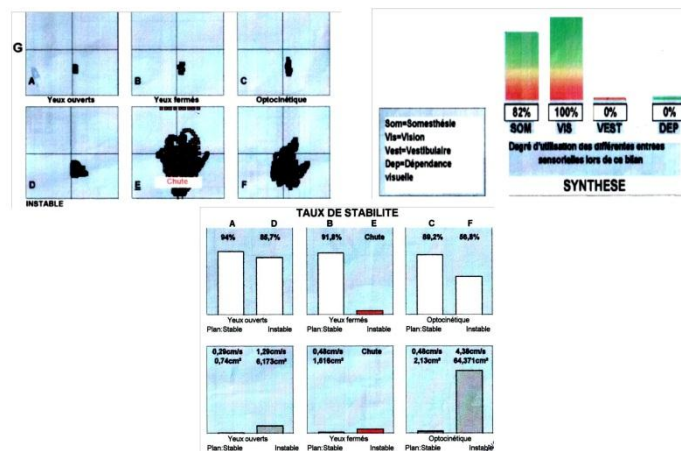 G
A
B
C
Yeux ouverts
Yeux fermés
Optocinétique
D
E
Chute
F
INSTABLE
Som=Somesthésie
Vis=Vision
Vest=Vestibulaire
Dep=Dépendance
visuelle
82% 100% 0% 0%
SOM VIS VEST DEP
Degré d'utilisation des différentes entrées
sensorielles lors de ce bilan
SYNTHESE
TAUX DE STABILITE
A D B E C F
94% 85,7% 91,8% Chute 89,2% 56,8%
Yeux ouverts Yeux fermés Optocinétique
Plan:Stable Instable Plan:Stable Instable Plan:Stable Instable
0,29cm/s 1,29cm/s 0,48cm/s Chute 0,48cm/s 4,38cm/s
0,74cm² 6,173cm² 1,616cm² 2,13cm² 64,371cm²
Yeux ouverts Yeux fermés Optocinétique
Plan:Stable Instable Plan:Stable Instable Plan:Stable Instable